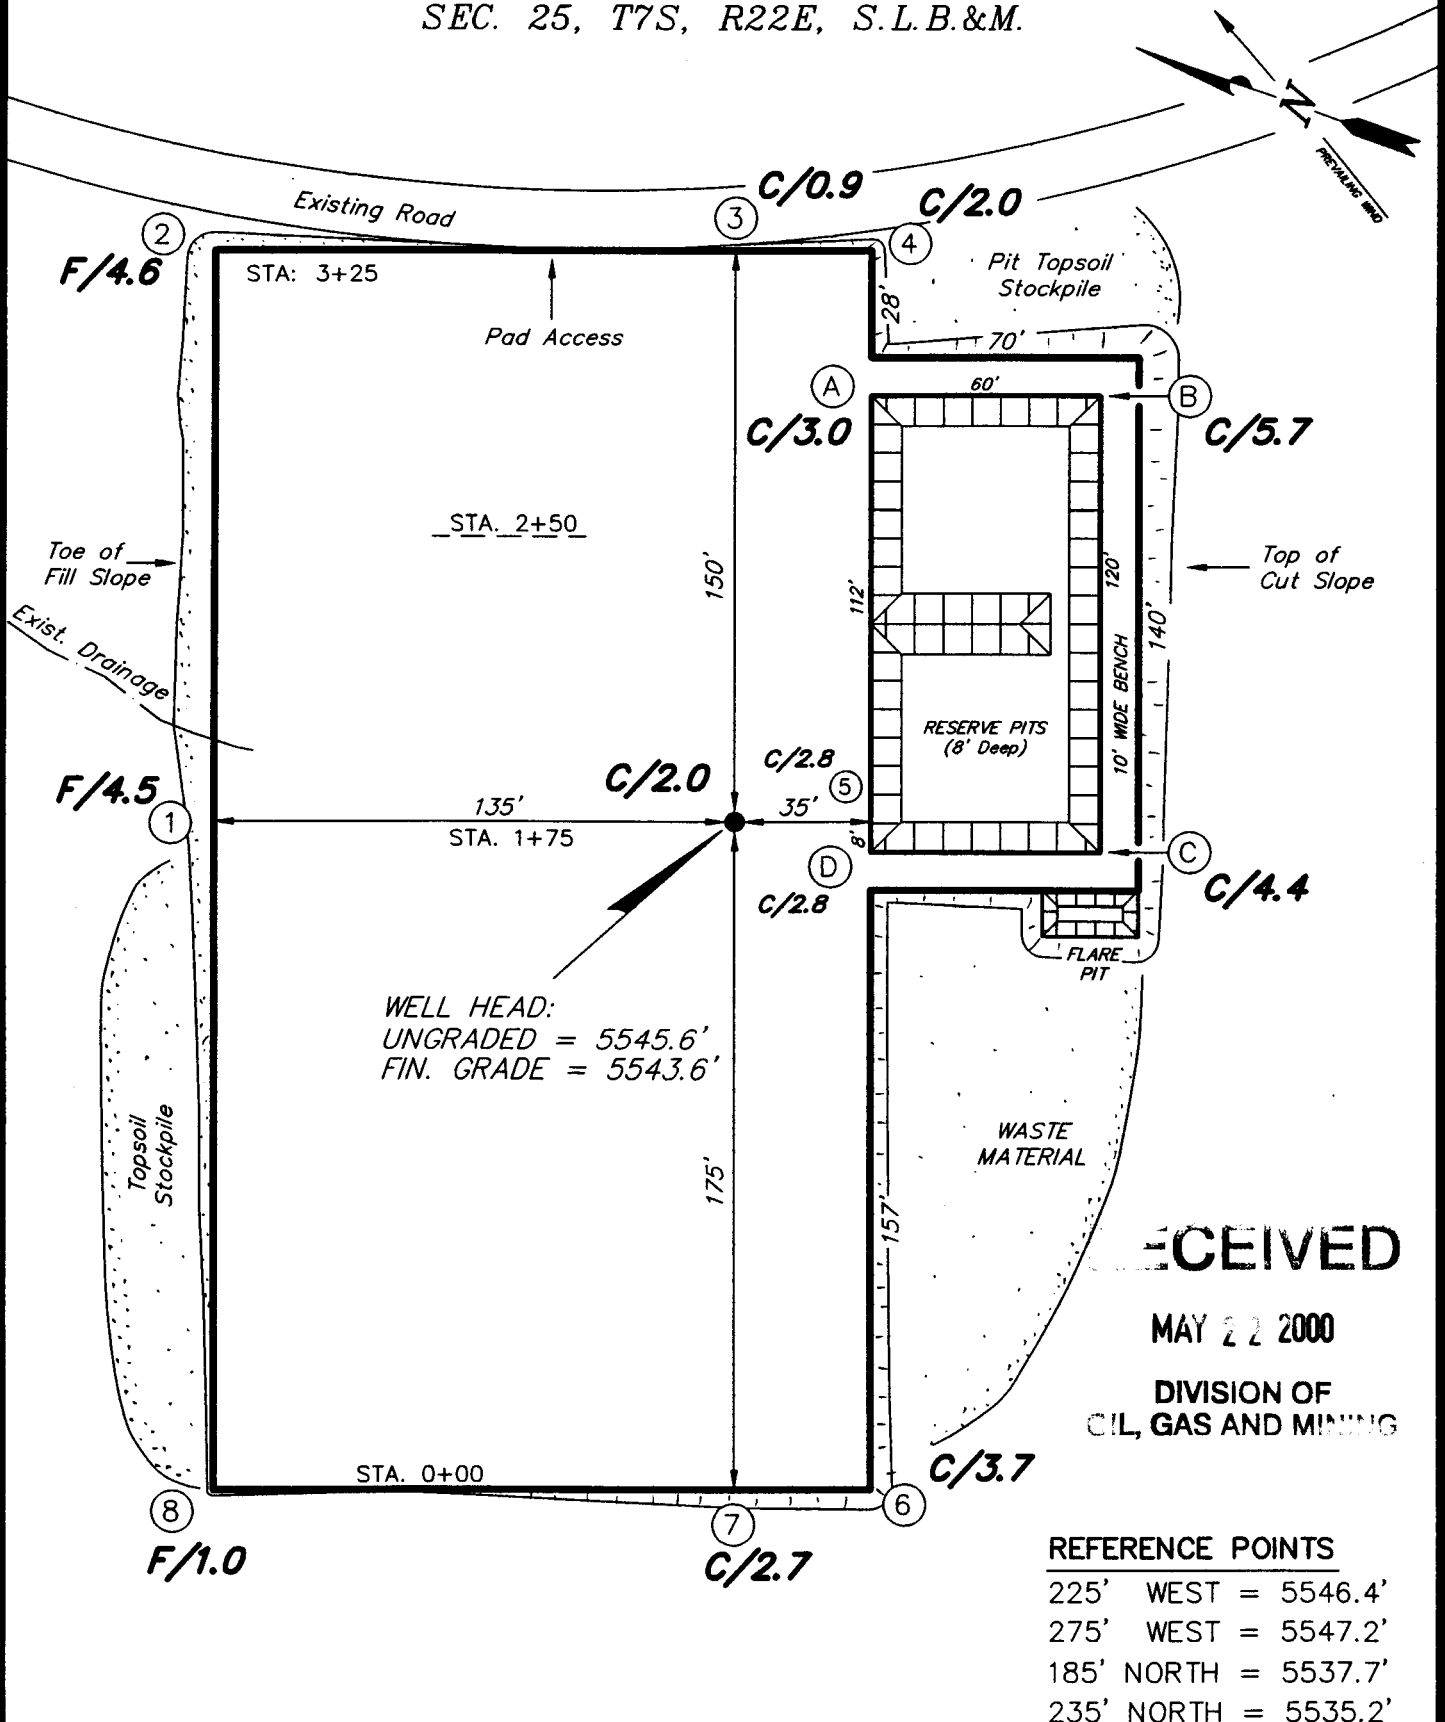 SEC. 25, T7S, R22E, S.L.B.&M.
N
PREVAILING WIND
Existing Road
C/0.9
C/2.0
2
3
4
F/4.6
STA: 3+25
Pad Access
28'
Pit Topsoil
Stockpile
70'
A
60'
B
C/3.0
C/5.7
STA. 2+50
Toe of
Fill Slope
150'
112'
120'
Top of
Cut Slope
140'
Exist. Drainage
10' WIDE BENCH
RESERVE PITS
(8' Deep)
F/4.5
1
C/2.0
C/2.8
5
135'
35'
STA. 1+75
8'
D
C
C/2.8
C/4.4
FLARE
PIT
WELL HEAD:
UNGRADED = 5545.6'
FIN. GRADE = 5543.6'
Topsoil
Stockpile
175'
157'
WASTE
MATERIAL
ECEIVED
MAY 22 2000
DIVISION OF
OIL, GAS AND MINING
STA. 0+00
C/3.7
8
7
6
F/1.0
C/2.7
REFERENCE POINTS
225' WEST = 5546.4'
275' WEST = 5547.2'
185' NORTH = 5537.7'
235' NORTH = 5535.2'